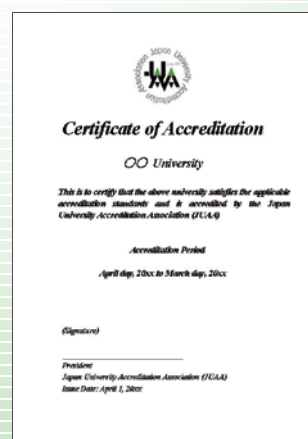 Japan University Accreditation Association
JUAA
Certificate of Accreditation
○○ University
This is to certify that the above university satisfies the applicable
accreditation standards and is accredited by the Japan
University Accreditation Association (JUAA)
Accreditation Period
April day, 20xx to March day, 20xx
(Signature)
President
Japan University Accreditation Association (JUAA)
Issue Date: April 1, 20xx